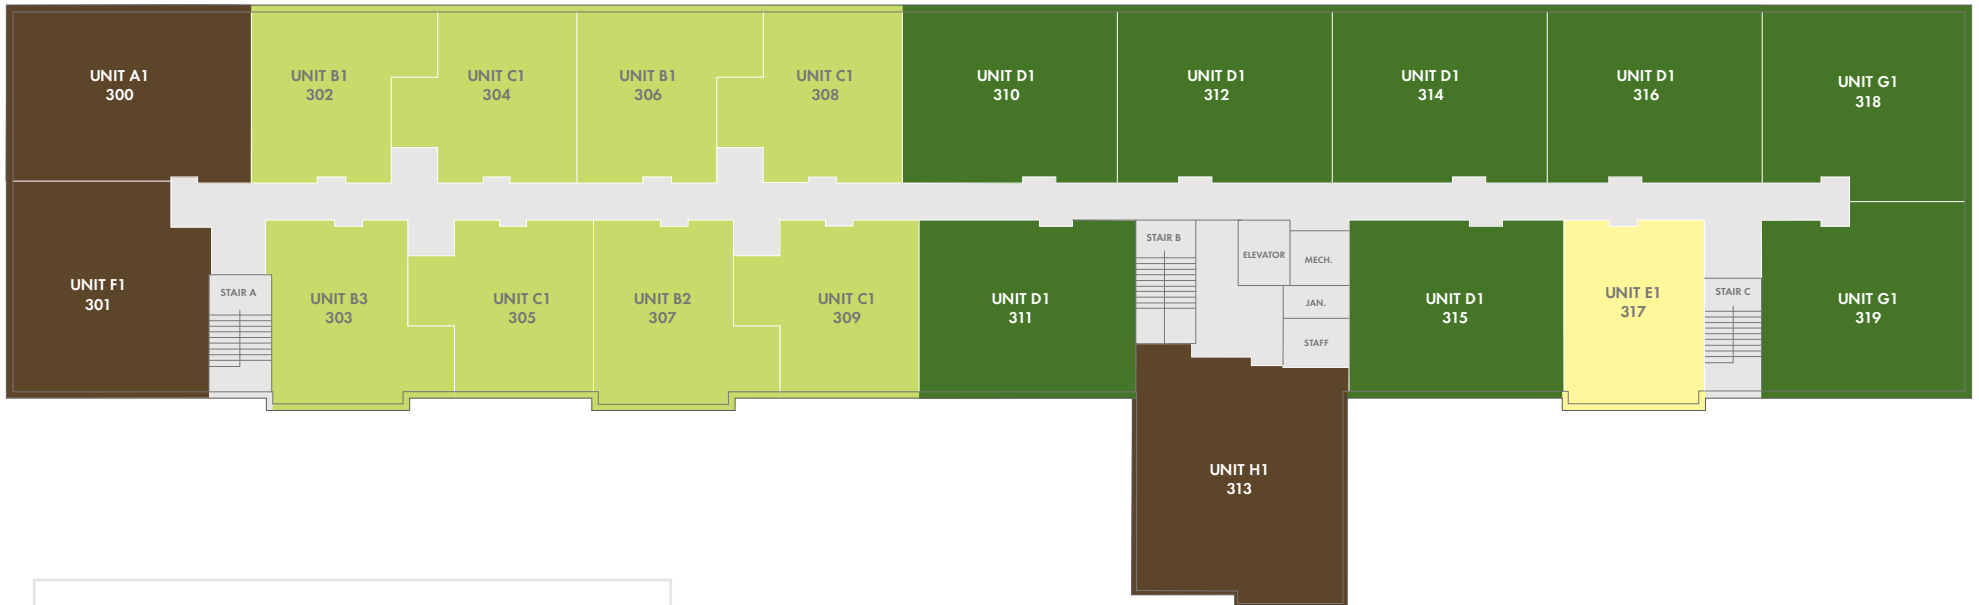 UNIT A1
300
UNIT B1
302
UNIT C1
304
UNIT B1
306
UNIT C1
308
UNIT D1
310
UNIT D1
312
UNIT D1
314
UNIT D1
316
UNIT G1
318
UNIT F1
301
STAIR A
UNIT B3
303
UNIT C1
305
UNIT B2
307
UNIT C1
309
UNIT D1
311
STAIR B
ELEVATOR
MECH.
JAN.
STAFF
UNIT D1
315
UNIT E1
317
STAIR C
UNIT G1
319
UNIT H1
313